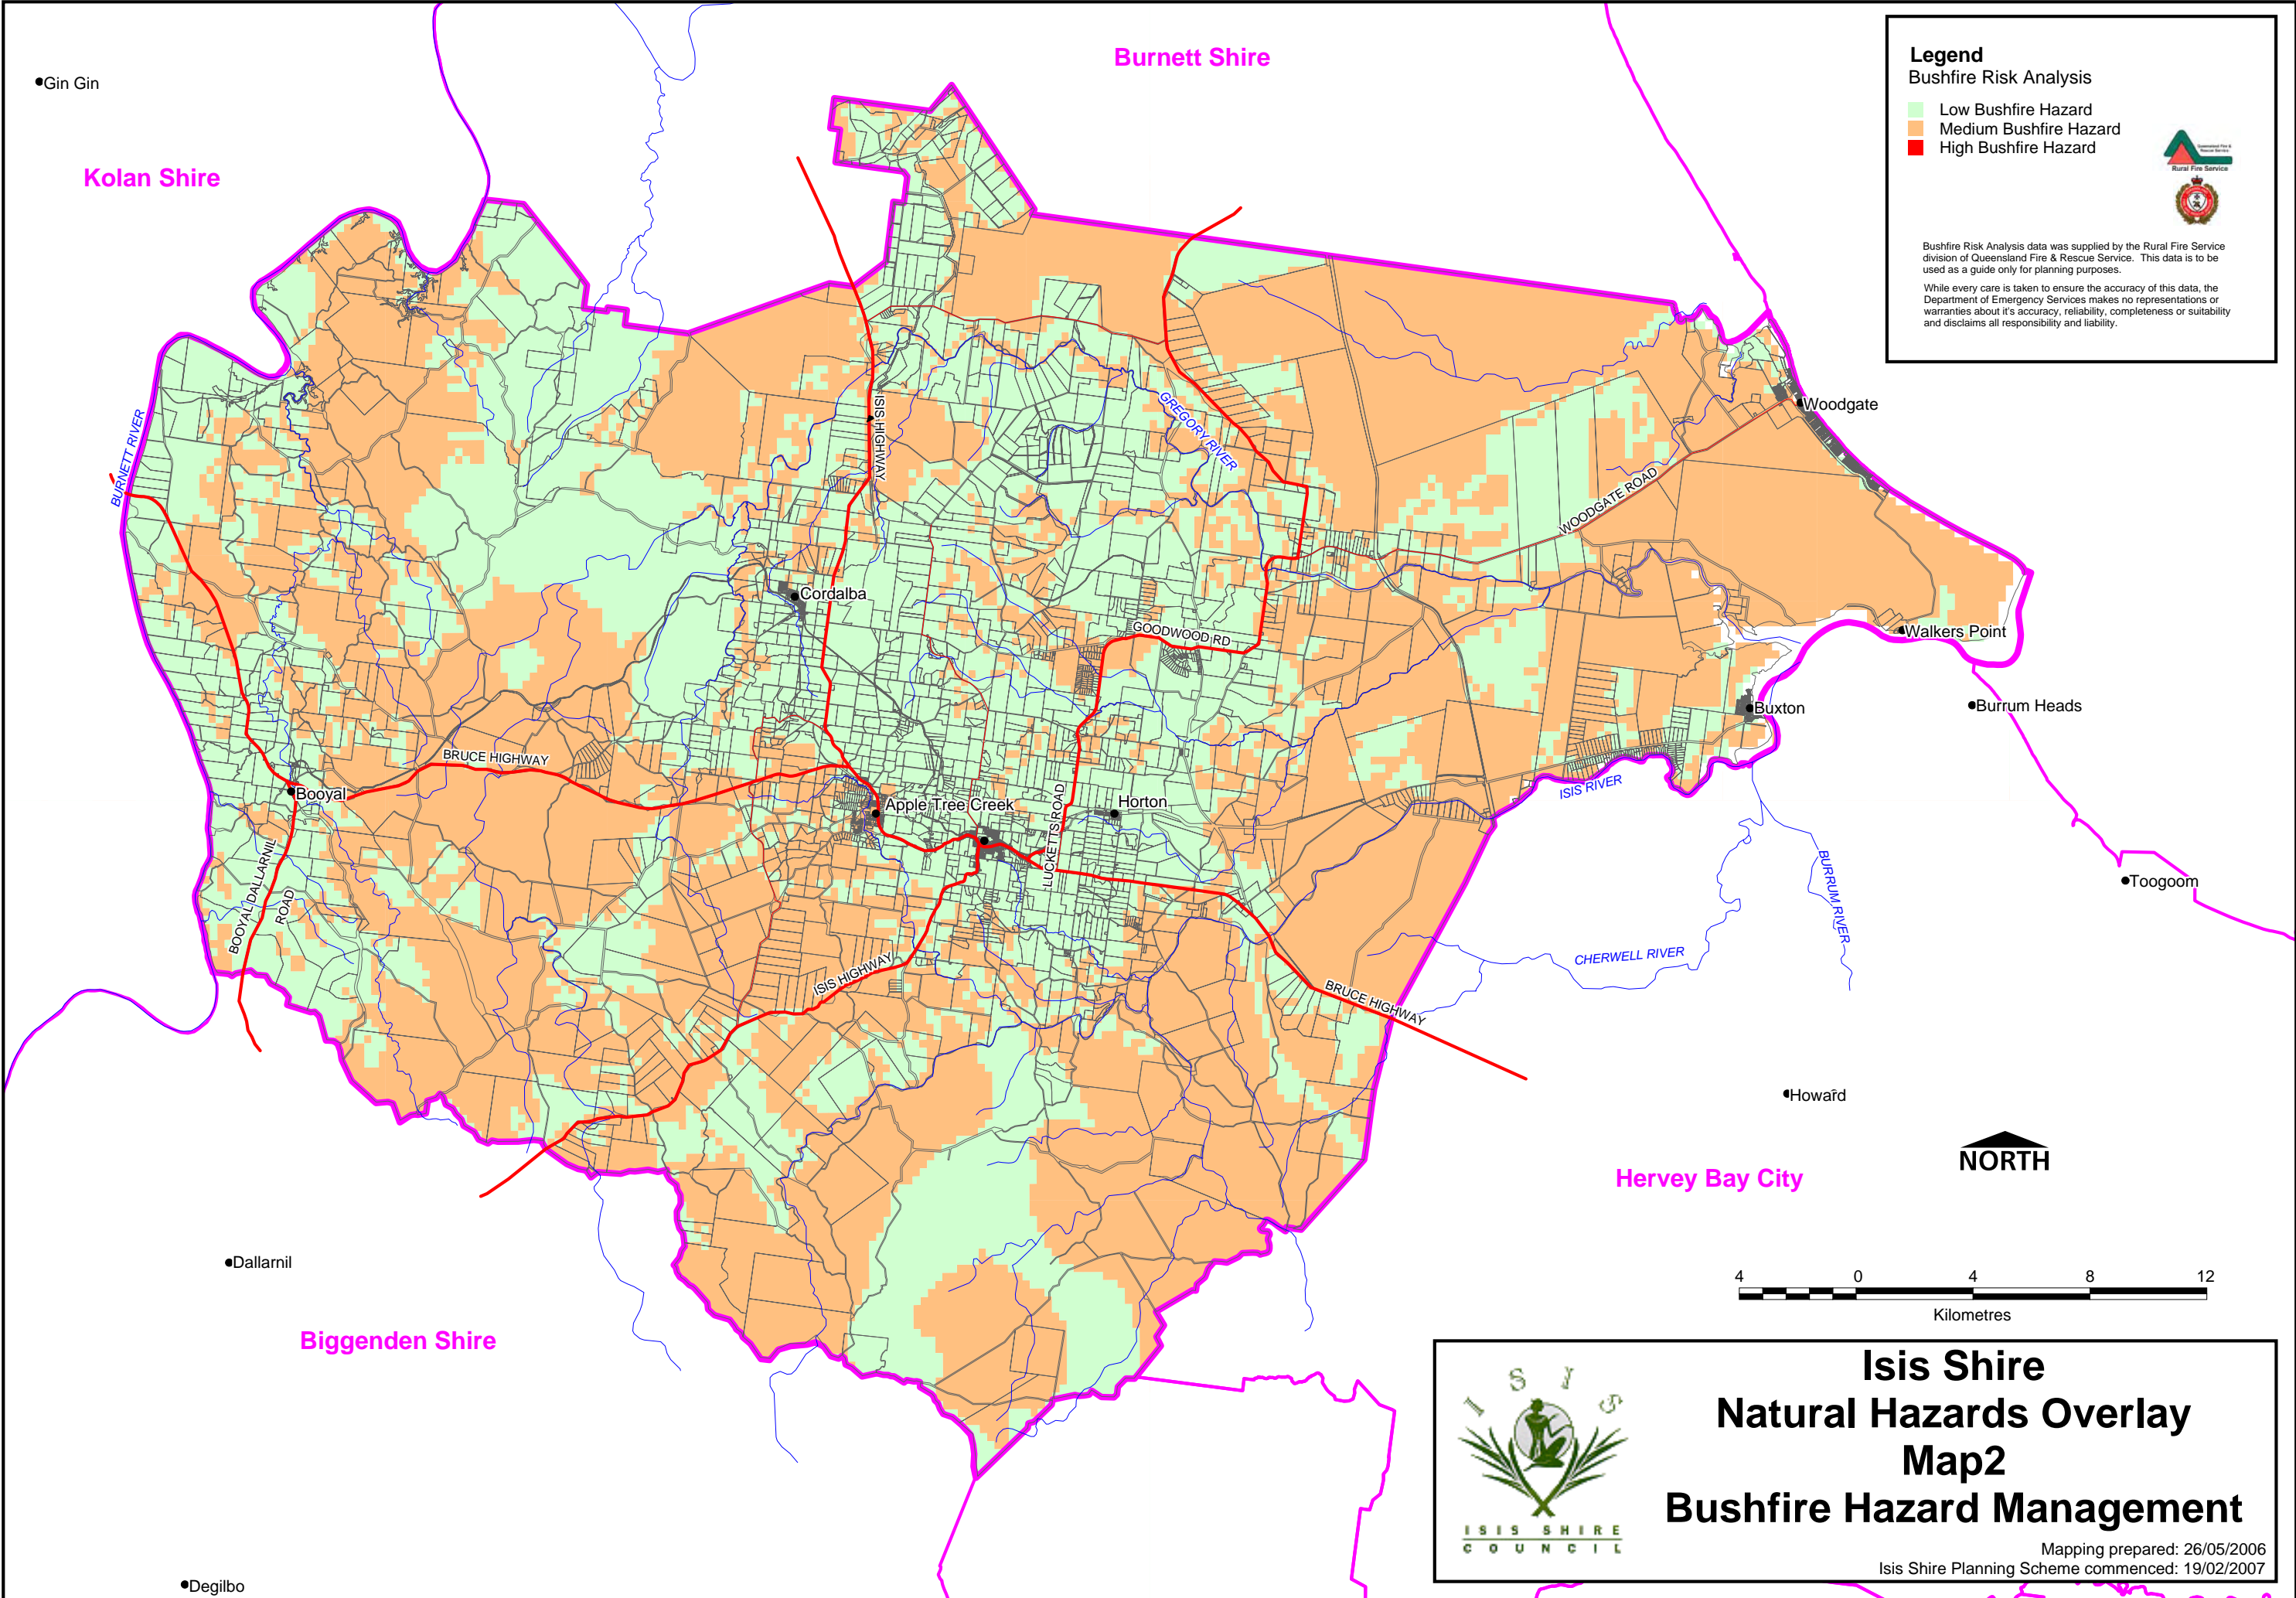 Burnett Shire
Gin Gin
Kolan Shire
Legend
Bushfire Risk Analysis
Low Bushfire Hazard
Medium Bushfire Hazard
High Bushfire Hazard
Rural Fire Service
Bushfire Risk Analysis data was supplied by the Rural Fire Service
division of Queensland Fire & Rescue Service. This data is to be
used as a guide only for planning purposes.
While every care is taken to ensure the accuracy of this data, the
Department of Emergency Services makes no representations or
warranties about it's accuracy, reliability, completeness or suitability
and disclaims all responsibility and liability.
BURNETT RIVER
ISIS HIGHWAY
GREGORY RIVER
Woodgate
WOODGATE ROAD
Cordalba
GOODWOOD RD
Walkers Point
Buxton
Burrum Heads
BRUCE HIGHWAY
Booyal
Apple Tree Creek
Horton
LUCKETTS ROAD
ISIS RIVER
BURRUM RIVER
Toogoom
BOOYAL DALLARNIL
ROAD
ISIS HIGHWAY
CHERWELL RIVER
BRUCE HIGHWAY
Howard
NORTH
Hervey Bay City
Dallarnil
Biggenden Shire
4 0 4 8 12
Kilometres
ISIS
ISIS SHIRE
COUNCIL
Isis Shire
Natural Hazards Overlay
Map2
Bushfire Hazard Management
Mapping prepared: 26/05/2006
Isis Shire Planning Scheme commenced: 19/02/2007
Degilbo